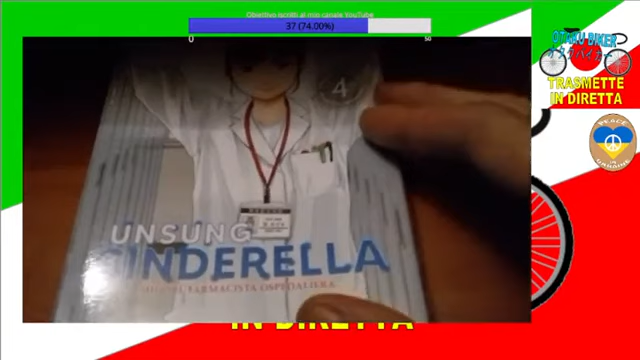 Obiettivo iscritti al mio canale YouTube
37 (74.00%)
0
50
OTAKU BIKER
オタクバイカー
TRASMETTE
IN DIRETTA
PEACE
in
UKRAINE
4
UNSUNG
CINDERELLA
FARMACISTA OSPEDALIERA
IN DIRETTA